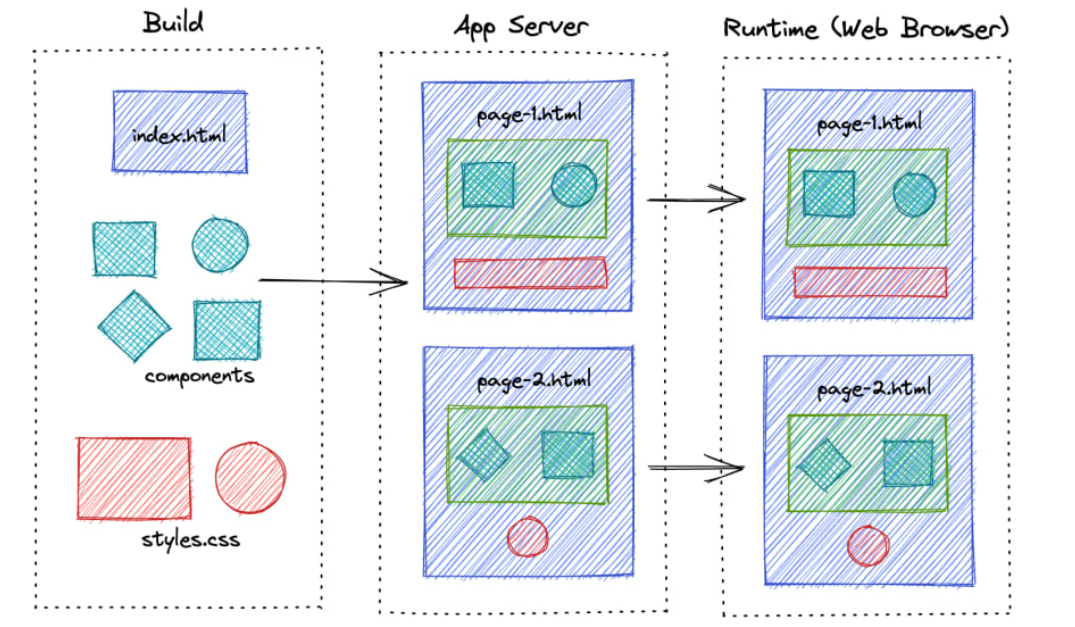 Build
App Server
Runtime (Web Browser)
index.html
components
styles.css
page-1.html
page-2.html
page-1.html
page-2.html